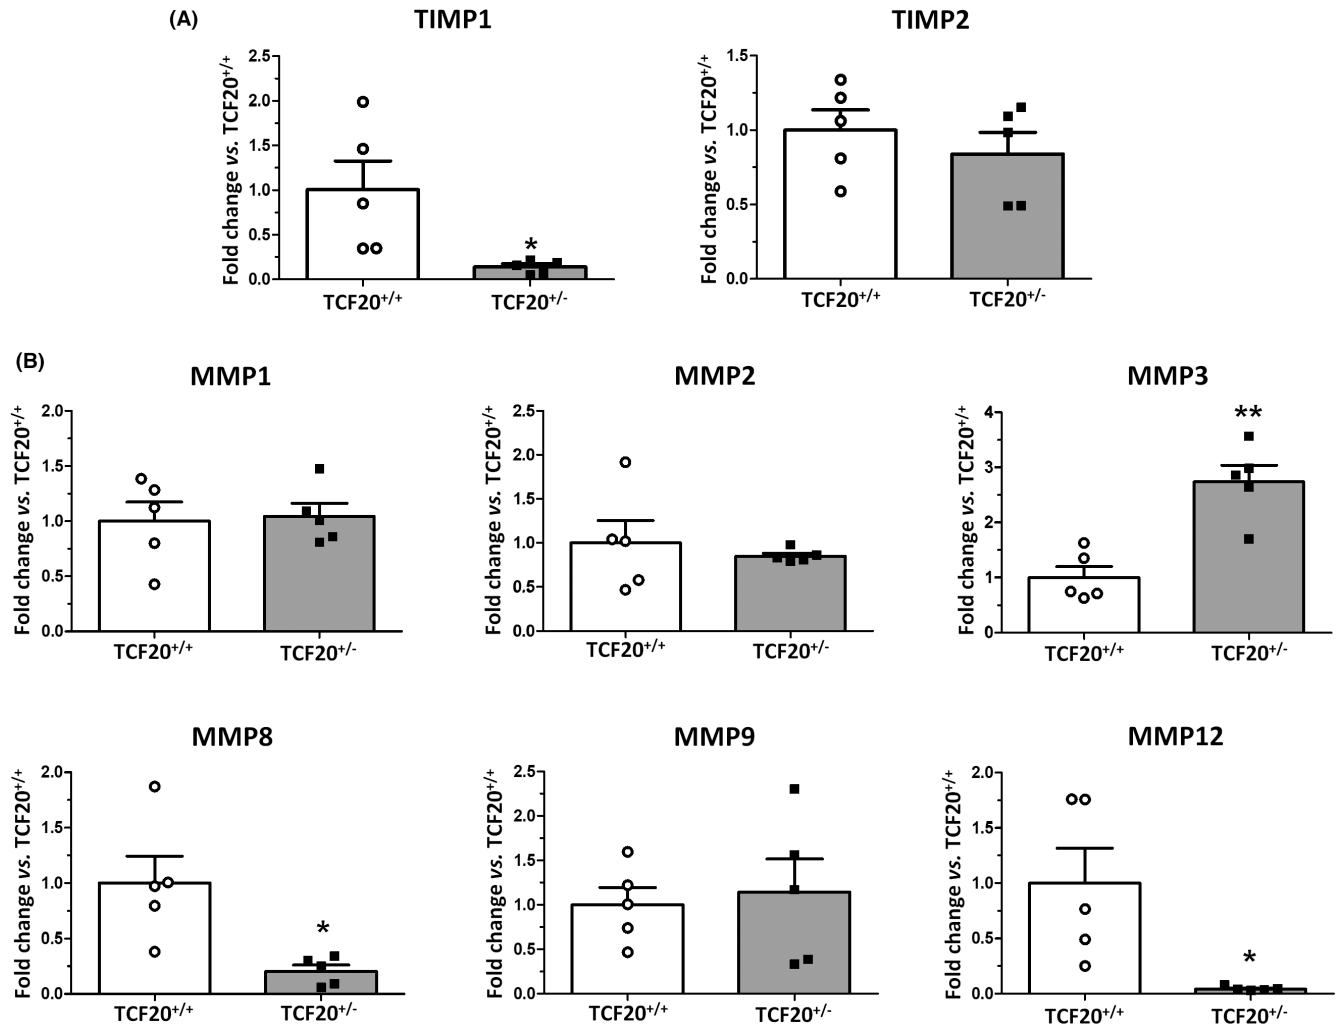 (A)
TIMP1
TIMP2
Fold change vs. TCF20+/+
2.5
2.0
1.5
1.0
0.5
0.0
*
TCF20+/+
TCF20+/-
Fold change vs. TCF20+/+
1.5
1.0
0.5
0.0
TCF20+/+
TCF20+/-
(B)
MMP1
MMP2
MMP3
Fold change vs. TCF20+/+
2.0
1.5
1.0
0.5
0.0
TCF20+/+
TCF20+/-
Fold change vs. TCF20+/+
2.5
2.0
1.5
1.0
0.5
0.0
TCF20+/+
TCF20+/-
Fold change vs. TCF20+/+
4
3
2
1
0
**
TCF20+/+
TCF20+/-
MMP8
MMP9
MMP12
Fold change vs. TCF20+/+
2.0
1.5
1.0
0.5
0.0
*
TCF20+/+
TCF20+/-
Fold change vs. TCF20+/+
2.5
2.0
1.5
1.0
0.5
0.0
TCF20+/+
TCF20+/-
Fold change vs. TCF20+/+
2.0
1.5
1.0
0.5
0.0
*
TCF20+/+
TCF20+/-